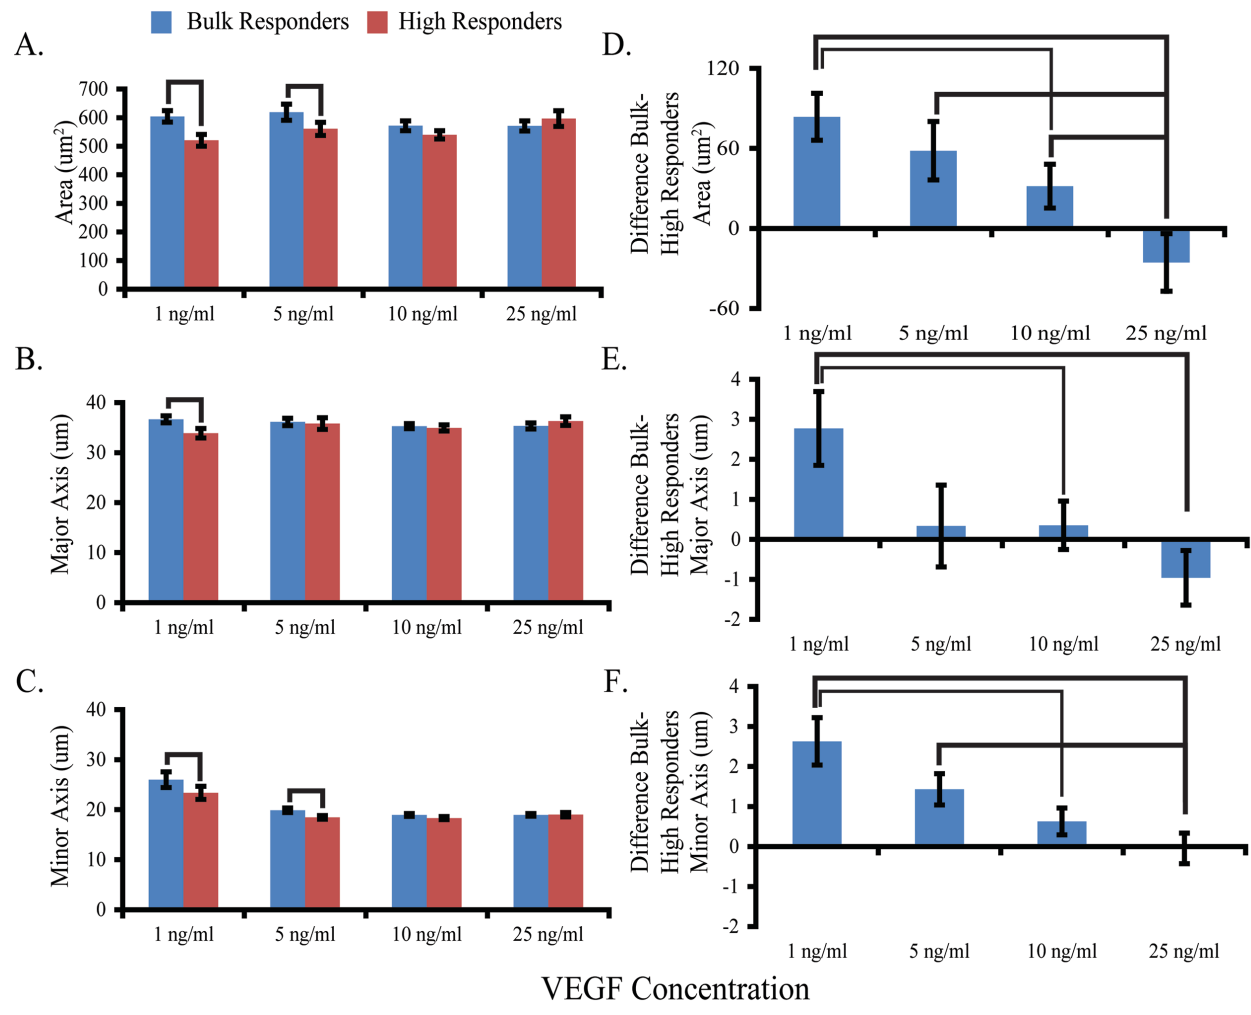 Bulk Responders High Responders
A.
Area (um²)
700
600
500
400
300
200
100
0
1 ng/ml 5 ng/ml 10 ng/ml 25 ng/ml
D.
Difference Bulk-
High Responders
Area (um²)
120
60
0
-60
1 ng/ml 5 ng/ml 10 ng/ml 25 ng/ml
B.
Major Axis (um)
40
30
20
10
0
1 ng/ml 5 ng/ml 10 ng/ml 25 ng/ml
E.
Difference Bulk-
High Responders
Major Axis (um)
4
3
2
1
0
-1
-2
1 ng/ml 5 ng/ml 10 ng/ml 25 ng/ml
C.
Minor Axis (um)
40
30
20
10
0
1 ng/ml 5 ng/ml 10 ng/ml 25 ng/ml
F.
Difference Bulk-
High Responders
Minor Axis (um)
4
3
2
1
0
-1
-2
1 ng/ml 5 ng/ml 10 ng/ml 25 ng/ml
VEGF Concentration